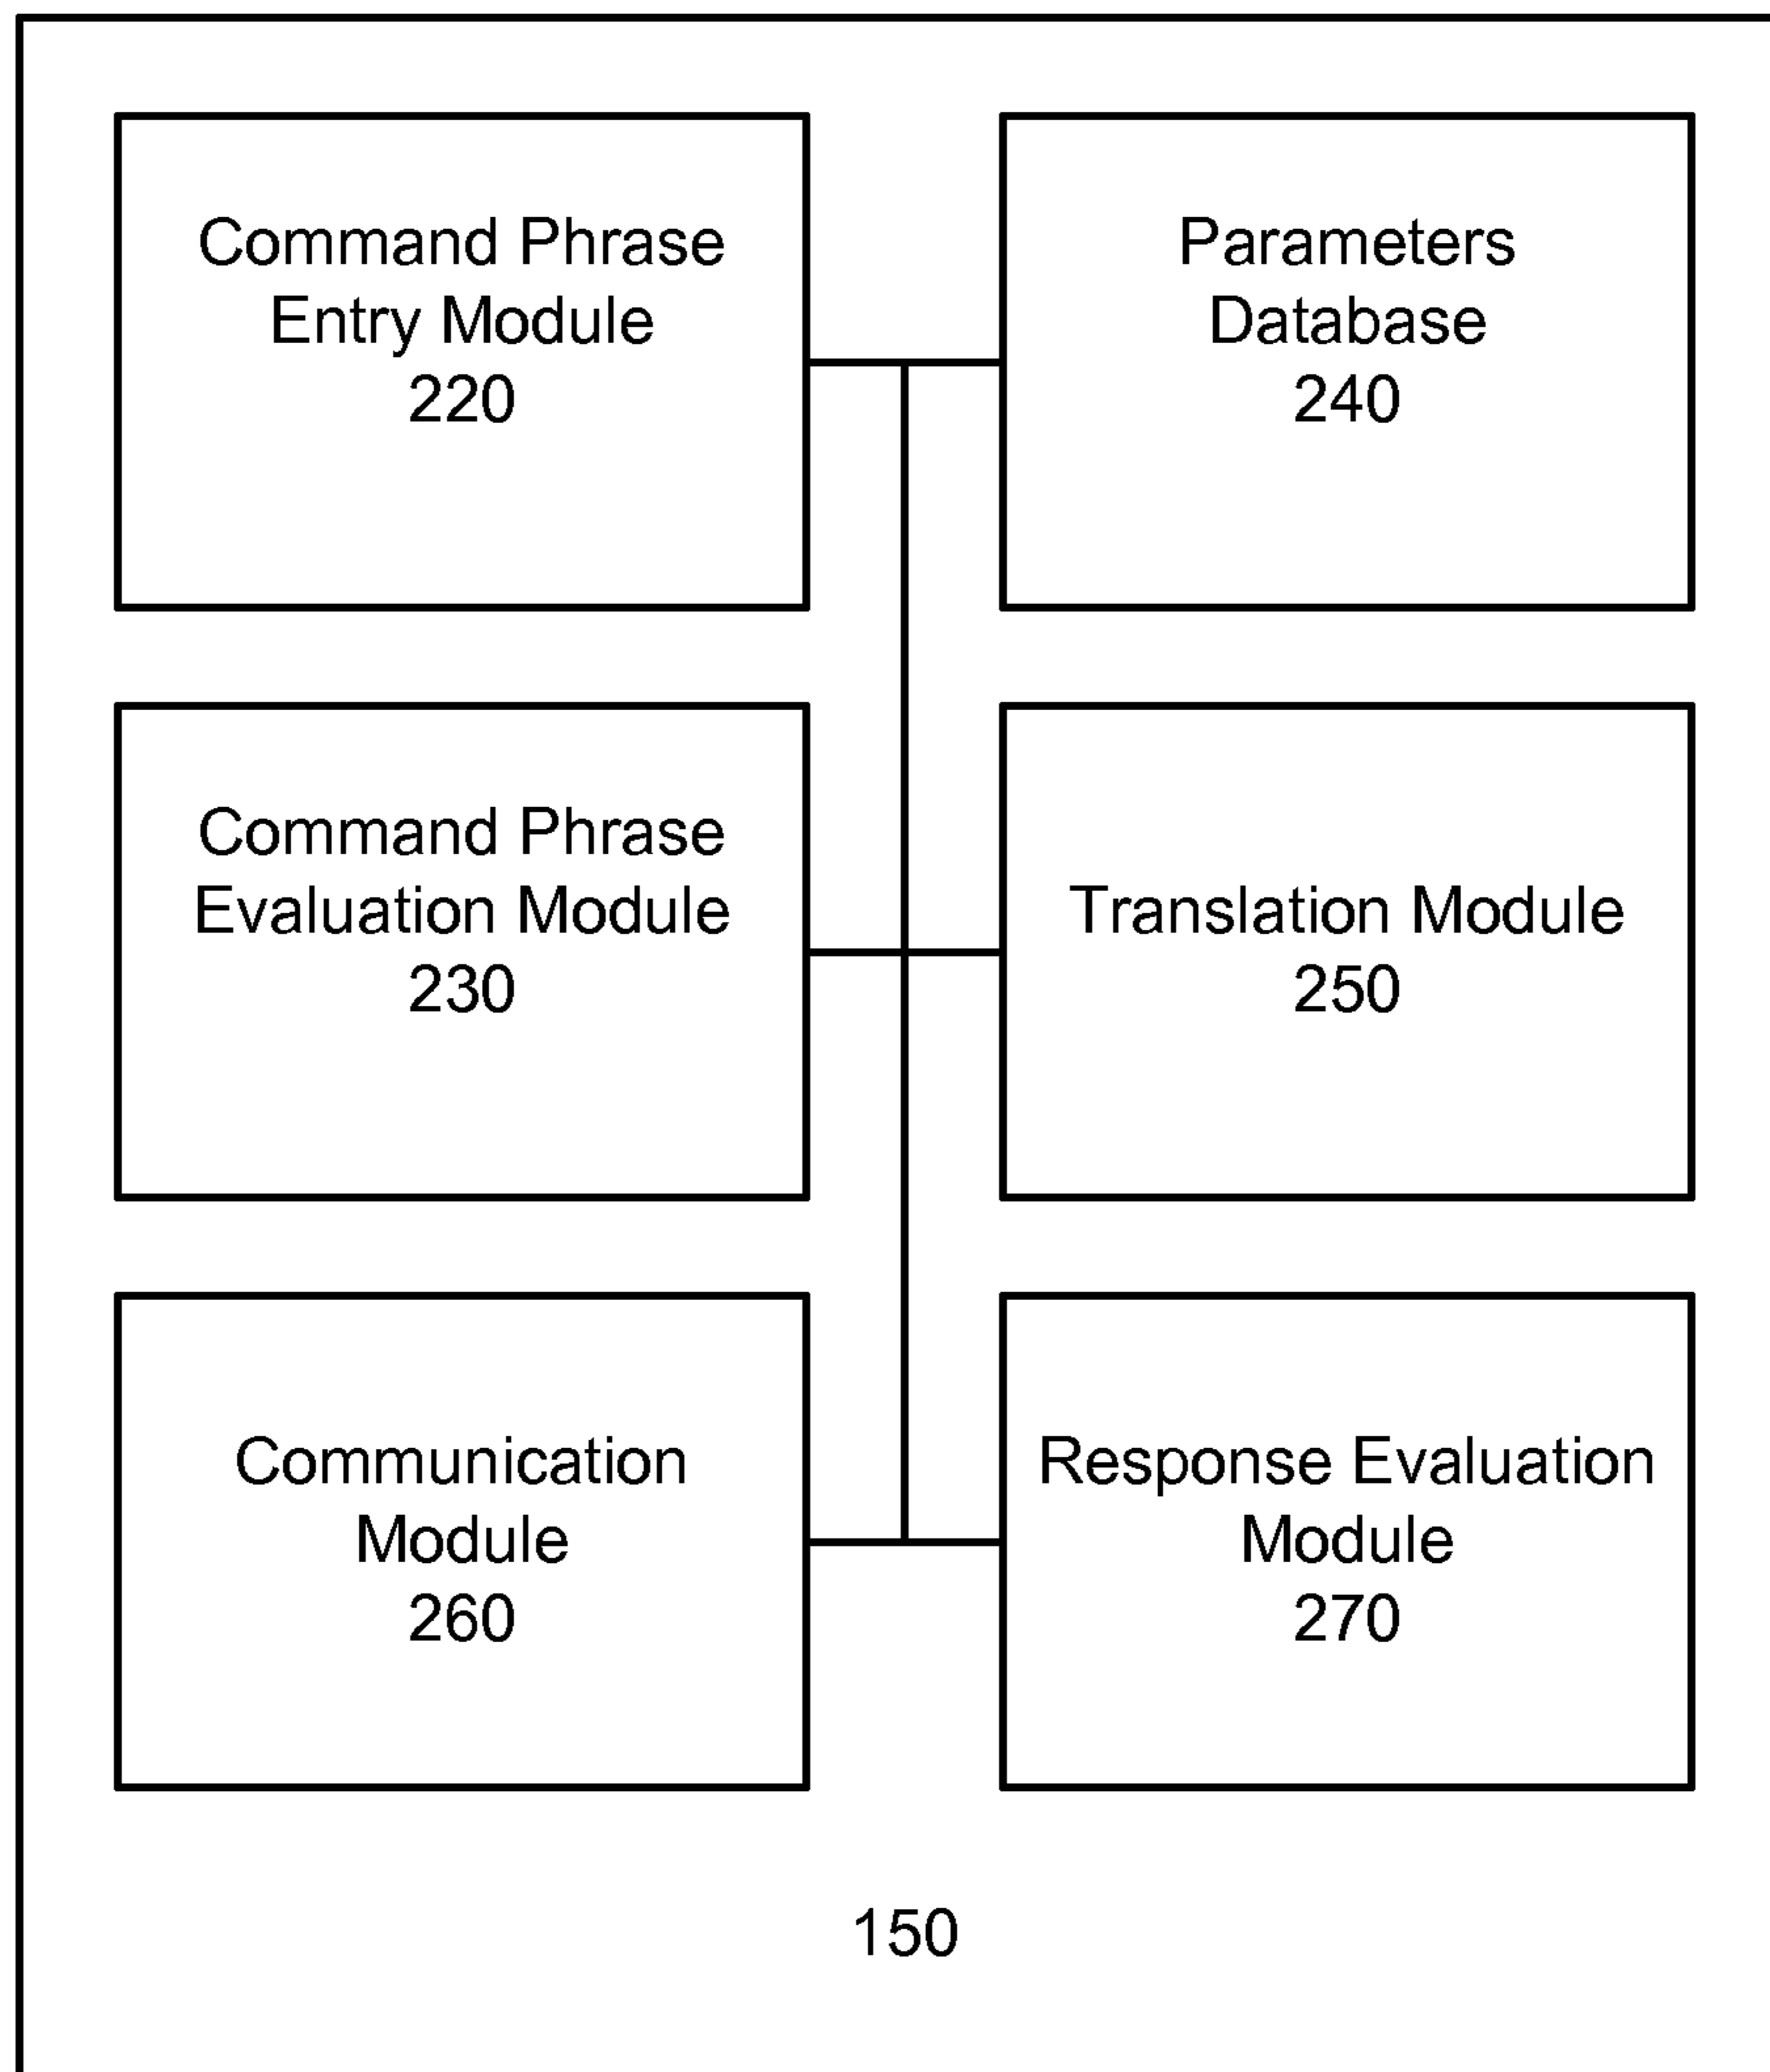 Command Phrase
Entry Module
220
Parameters
Database
240
Command Phrase
Evaluation Module
230
Translation Module
250
Communication
Module
260
Response Evaluation
Module
270
150